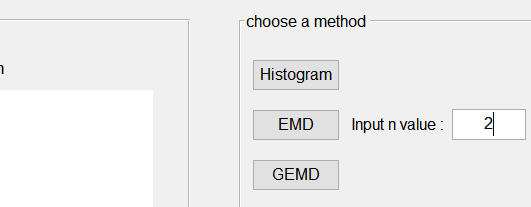 choose a method
Histogram
EMD Input n value : 2
GEMD